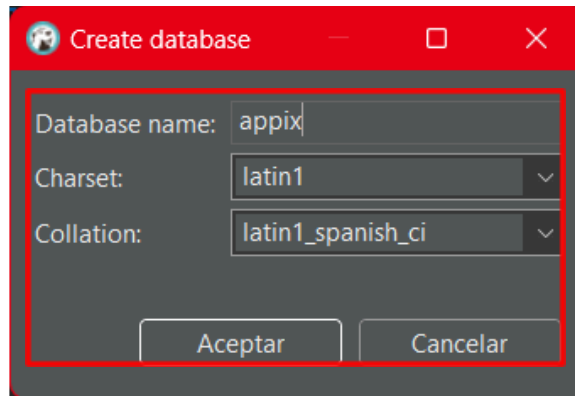 Create database
Database name: appix
Charset: latin1
Collation: latin1_spanish_ci
Aceptar Cancelar